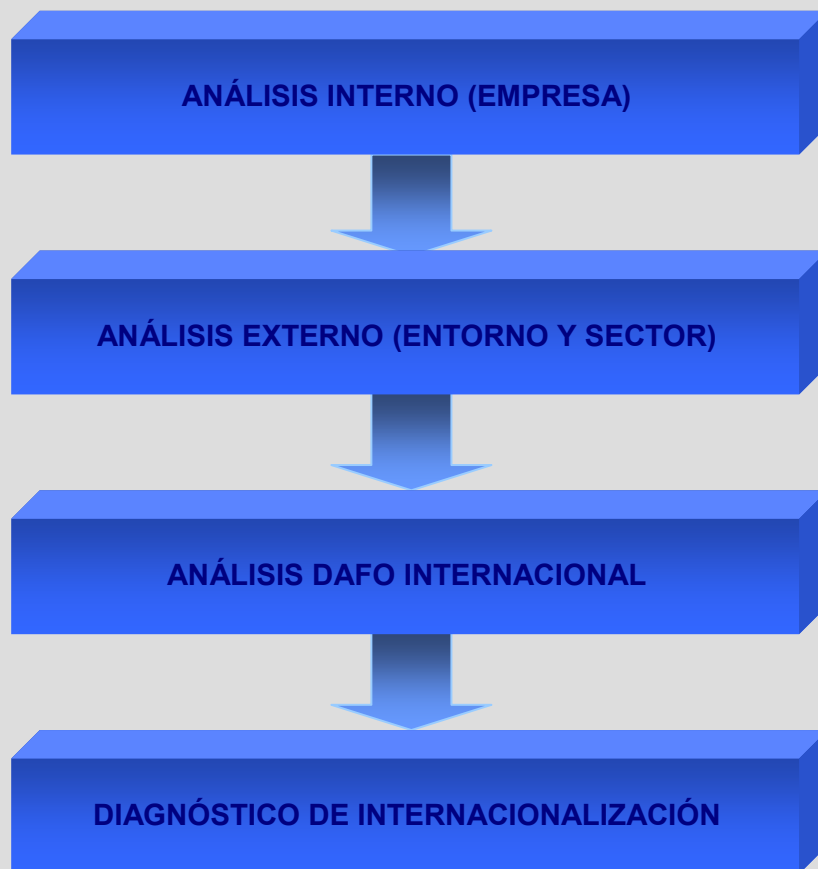 ANÁLISIS INTERNO (EMPRESA)
ANÁLISIS EXTERNO (ENTORNO Y SECTOR)
ANÁLISIS DAFO INTERNACIONAL
DIAGNÓSTICO DE INTERNACIONALIZACIÓN